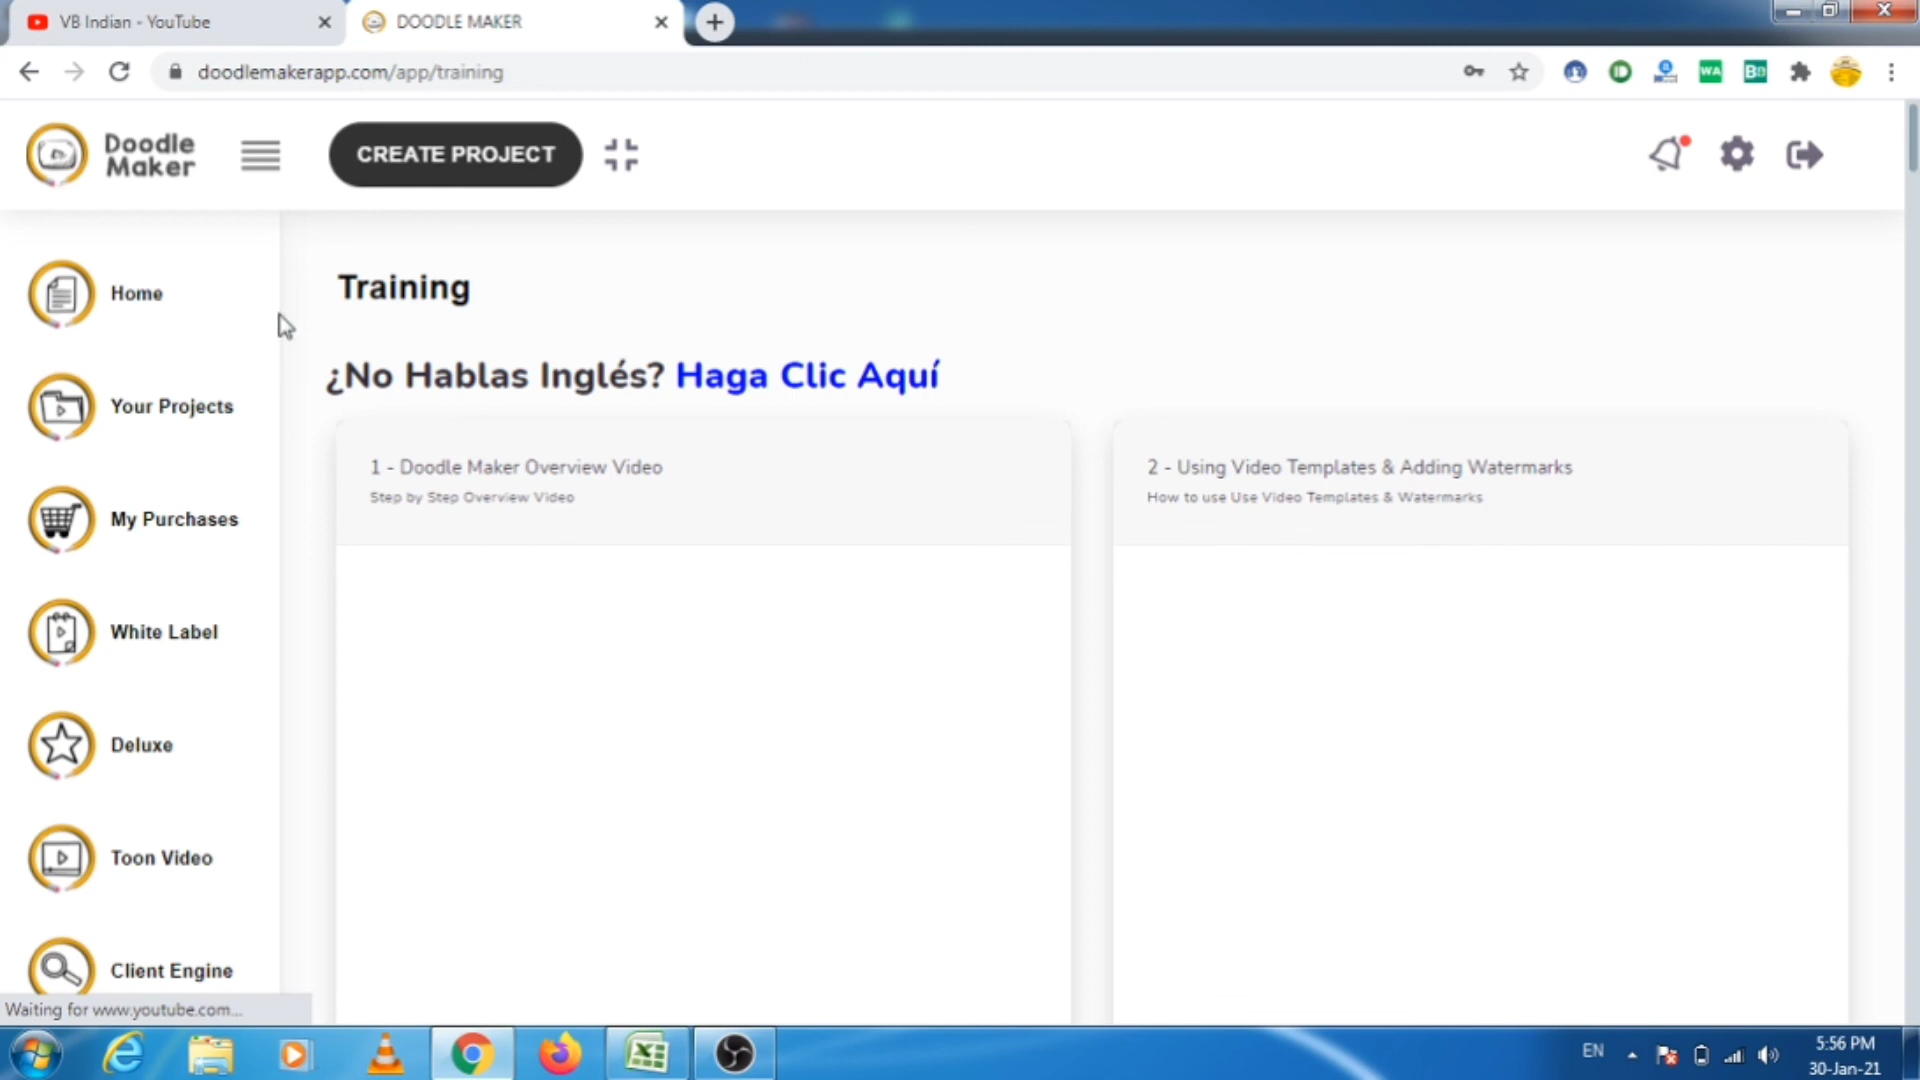 VB Indian - YouTube
DOODLE MAKER
doodlemakerapp.com/app/training
WA
Doodle
Maker
CREATE PROJECT
Home
Training
¿No Hablas Inglés? Haga Clic Aquí
Your Projects
1 - Doodle Maker Overview Video
Step by Step Overview Video
2 - Using Video Templates & Adding Watermarks
How to use Use Video Templates & Watermarks
My Purchases
White Label
Deluxe
Toon Video
Client Engine
Waiting for www.youtube.com...
EN
5:56 PM
30-Jan-21